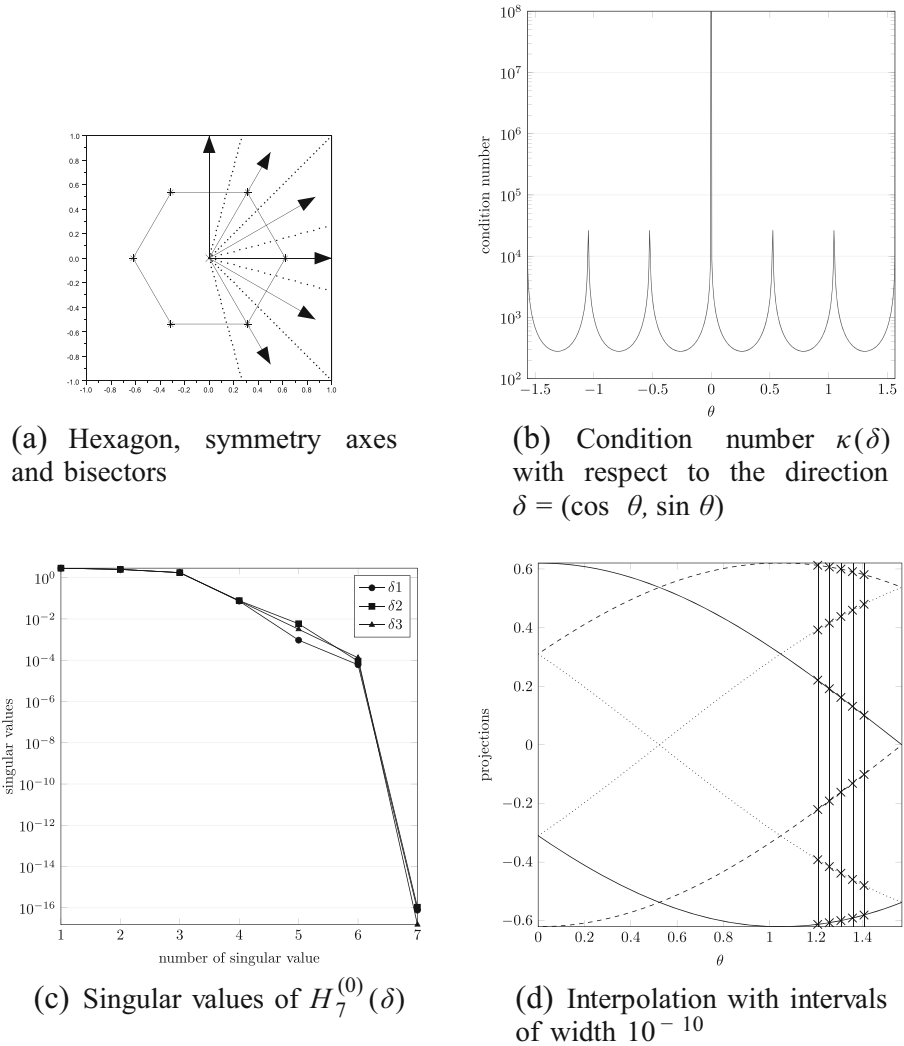 1.0
0.8
0.6
0.4
0.2
0.0
-0.2
-0.4
-0.6
-0.8
-1.0
-1.0 -0.8 -0.6 -0.4 -0.2 0.0 0.2 0.4 0.6 0.8 1.0
(a) Hexagon, symmetry axes
and bisectors
condition number
10^8
10^7
10^6
10^5
10^4
10^3
10^2
−1.5 −1 −0.5 0 0.5 1 1.5
θ
(b) Condition number κ(δ)
with respect to the direction
δ = (cos θ, sin θ)
singular values
10^0
10^−2
10^−4
10^−6
10^−8
10^−10
10^−12
10^−14
10^−16
δ1
δ2
δ3
1 2 3 4 5 6 7
number of singular value
(c) Singular values of H_7^(0)(δ)
projections
0.6
0.4
0.2
0
−0.2
−0.4
−0.6
0 0.2 0.4 0.6 0.8 1 1.2 1.4
θ
(d) Interpolation with intervals
of width 10^−10